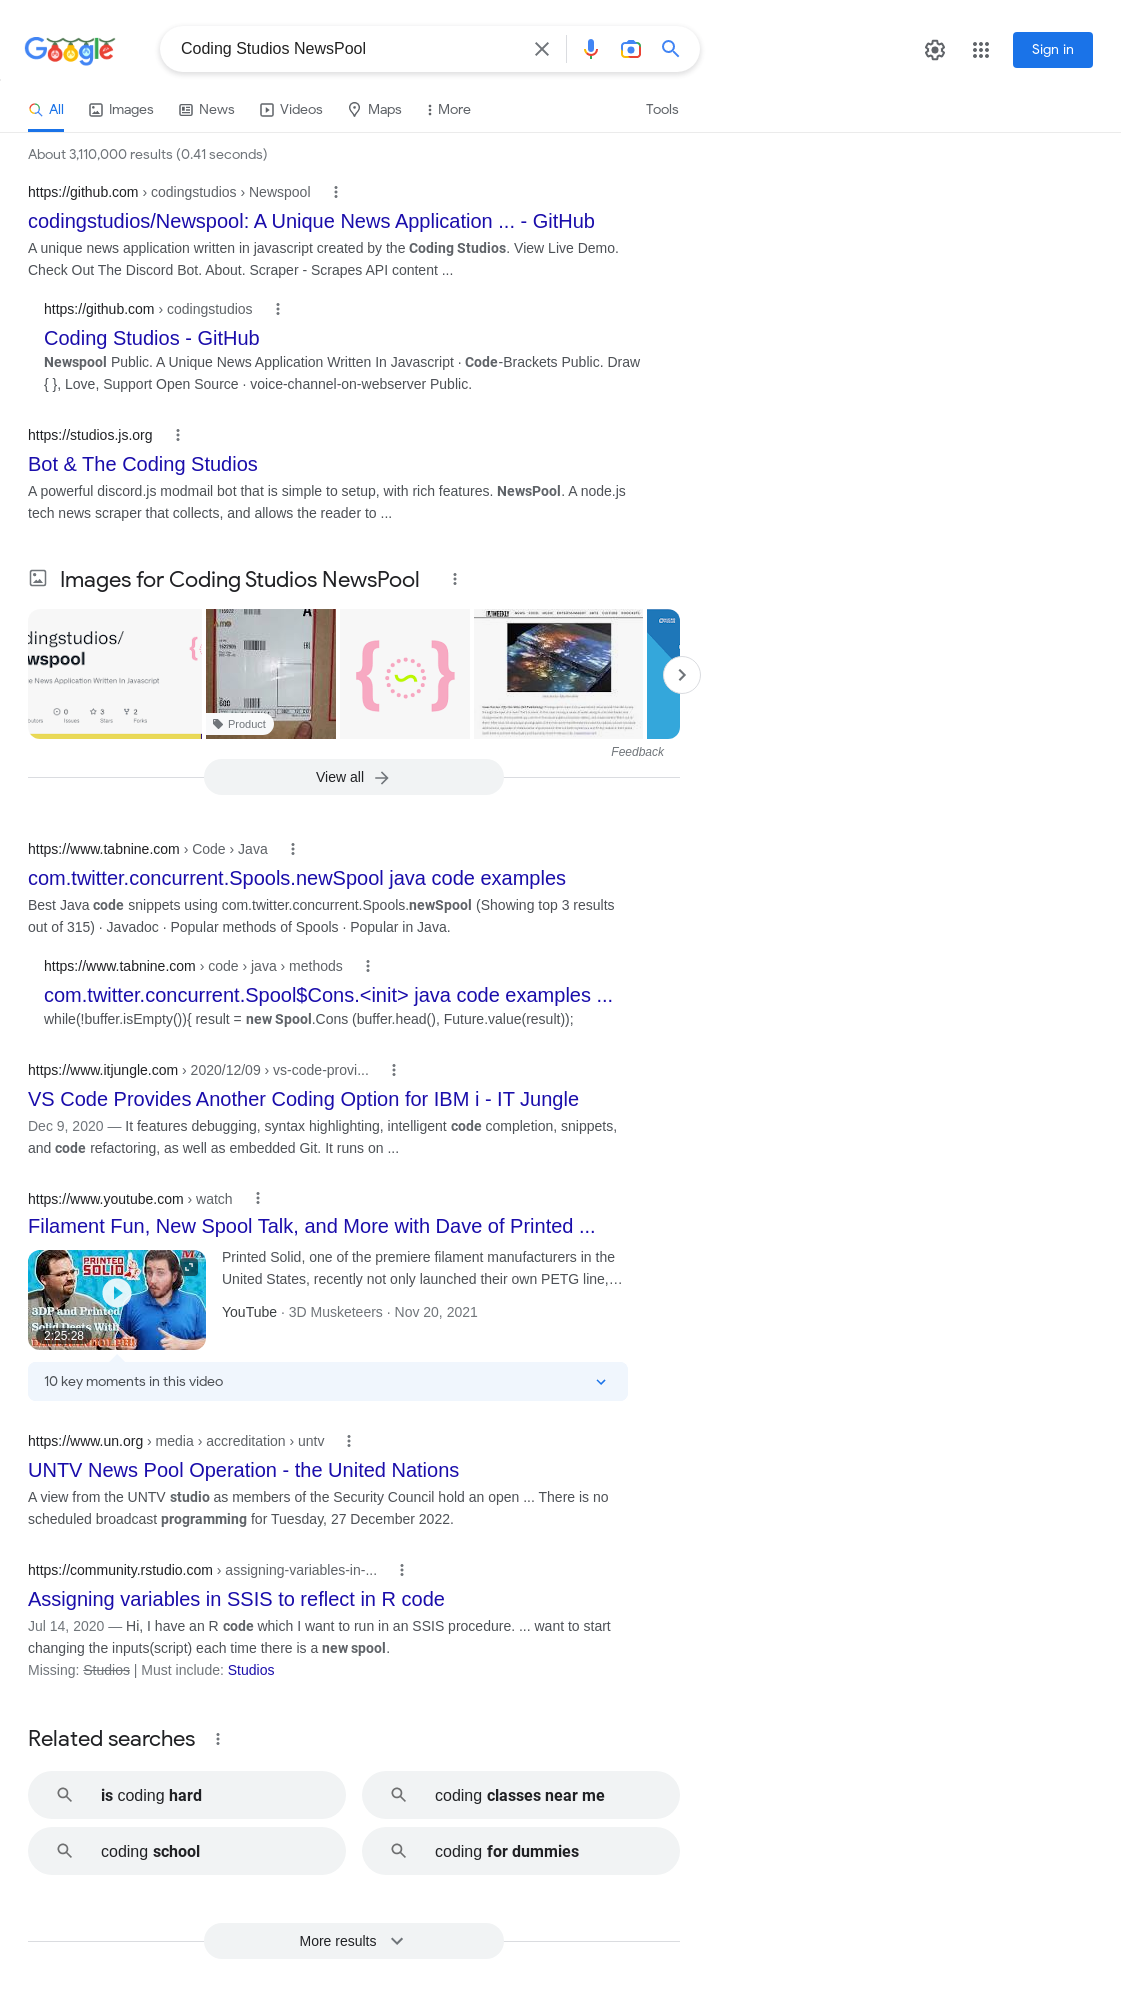 Google
Coding Studios NewsPool
Sign in
All
Images
News
Videos
Maps
More
Tools
About 3,110,000 results (0.41 seconds)
https://github.com › codingstudios › Newspool
codingstudios/Newspool: A Unique News Application ... - GitHub
A unique news application written in javascript created by the Coding Studios. View Live Demo.
Check Out The Discord Bot. About. Scraper - Scrapes API content ...
https://github.com › codingstudios
Coding Studios - GitHub
Newspool Public. A Unique News Application Written In Javascript · Code-Brackets Public. Draw
{ }, Love, Support Open Source · voice-channel-on-webserver Public.
https://studios.js.org
Bot & The Coding Studios
A powerful discord.js modmail bot that is simple to setup, with rich features. NewsPool. A node.js
tech news scraper that collects, and allows the reader to ...
Images for Coding Studios NewsPool
dingstudios/
wspool
e News Application Written In Javascript
0
3
2
Issues
Stars
Forks
Product
Feedback
View all
https://www.tabnine.com › Code › Java
com.twitter.concurrent.Spools.newSpool java code examples
Best Java code snippets using com.twitter.concurrent.Spools.newSpool (Showing top 3 results
out of 315) · Javadoc · Popular methods of Spools · Popular in Java.
https://www.tabnine.com › code › java › methods
com.twitter.concurrent.Spool$Cons.<init> java code examples ...
while(!buffer.isEmpty()){ result = new Spool.Cons (buffer.head(), Future.value(result));
https://www.itjungle.com › 2020/12/09 › vs-code-provi...
VS Code Provides Another Coding Option for IBM i - IT Jungle
Dec 9, 2020 — It features debugging, syntax highlighting, intelligent code completion, snippets,
and code refactoring, as well as embedded Git. It runs on ...
https://www.youtube.com › watch
Filament Fun, New Spool Talk, and More with Dave of Printed ...
PRINTED
SOLID
3DP and Printed
Solid Deets With
2:25:28
Printed Solid, one of the premiere filament manufacturers in the
United States, recently not only launched their own PETG line,...
YouTube · 3D Musketeers · Nov 20, 2021
10 key moments in this video
https://www.un.org › media › accreditation › untv
UNTV News Pool Operation - the United Nations
A view from the UNTV studio as members of the Security Council hold an open ... There is no
scheduled broadcast programming for Tuesday, 27 December 2022.
https://community.rstudio.com › assigning-variables-in-...
Assigning variables in SSIS to reflect in R code
Jul 14, 2020 — Hi, I have an R code which I want to run in an SSIS procedure. ... want to start
changing the inputs(script) each time there is a new spool.
Missing: Studios | Must include: Studios
Related searches
is coding hard
coding classes near me
coding school
coding for dummies
More results